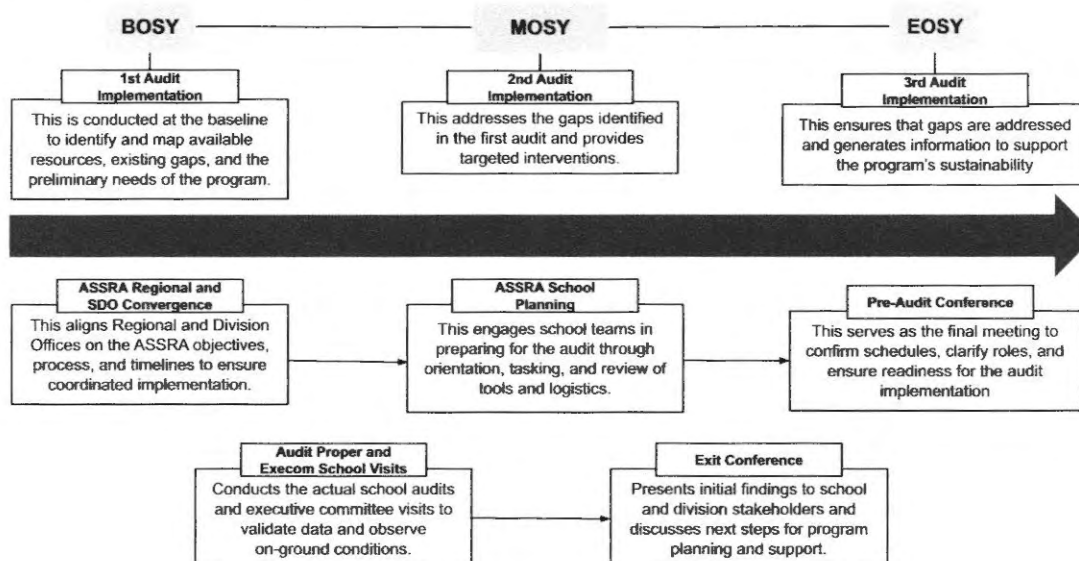 BOSY
MOSY
EOSY
1st Audit
Implementation
This is conducted at the baseline
to identify and map available
resources, existing gaps, and the
preliminary needs of the program.
2nd Audit
Implementation
This addresses the gaps identified
in the first audit and provides
targeted interventions.
3rd Audit
Implementation
This ensures that gaps are addressed
and generates information to support
the program's sustainability
ASSRA Regional and
SDO Convergence
This aligns Regional and Division
Offices on the ASSRA objectives,
process, and timelines to ensure
coordinated implementation.
ASSRA School
Planning
This engages school teams in
preparing for the audit through
orientation, tasking, and review of
tools and logistics.
Pre-Audit Conference
This serves as the final meeting to
confirm schedules, clarify roles, and
ensure readiness for the audit
implementation
Audit Proper and
Execom School Visits
Conducts the actual school audits
and executive committee visits to
validate data and observe
on-ground conditions.
Exit Conference
Presents initial findings to school
and division stakeholders and
discusses next steps for program
planning and support.